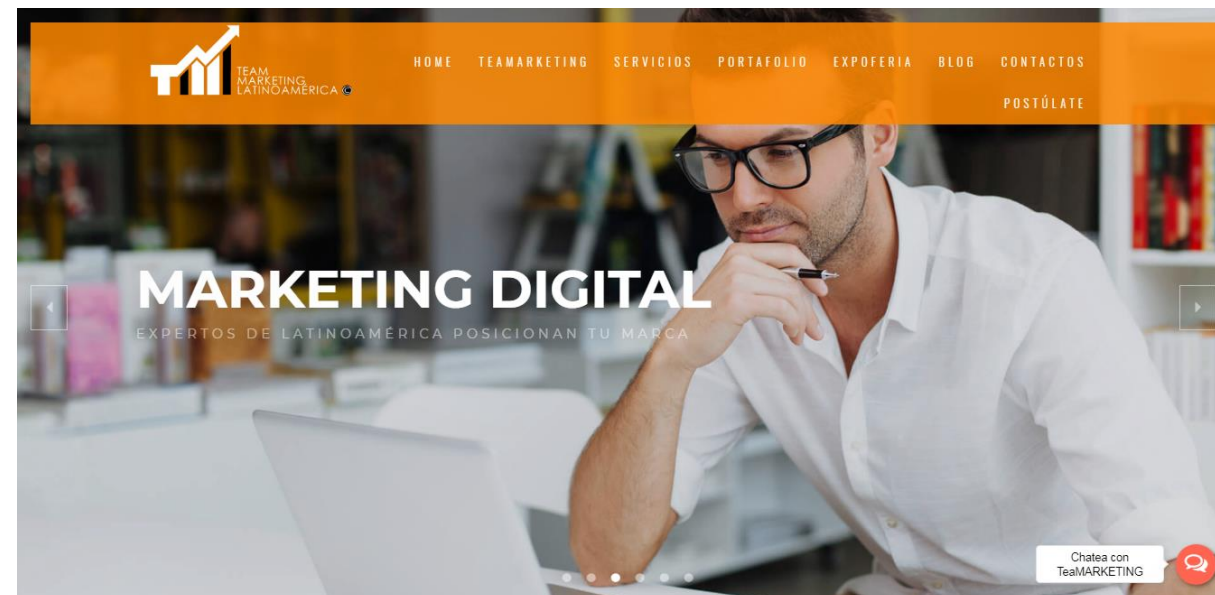 TEAM
MARKETING
LATINOAMÉRICA
HOME TEAMARKETING SERVICIOS PORTAFOLIO EXPOFERIA BLOG CONTACTOS
POSTÚLATE
MARKETING DIGITAL
EXPERTOS DE LATINOAMÉRICA POSICIONAN TU MARCA
Chatea con
TeaMARKETING